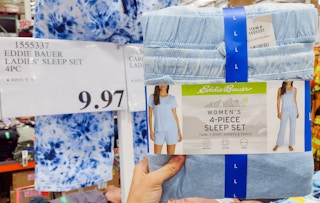 1555337
EDDIE BAUER
LADIES' SLEEP SET
4PC
9.97
Eddie Bauer
WOMEN'S
4-PIECE
SLEEP SET
L
L
L
L
L